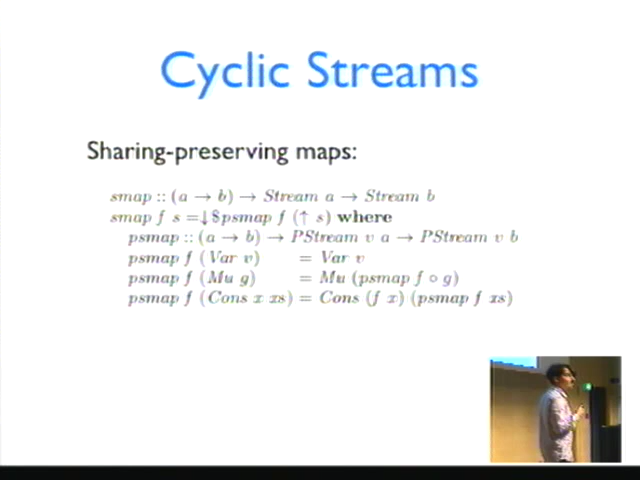 Cyclic Streams
Sharing-preserving maps:
smap :: (a → b) → Stream a → Stream b
smap f s =↓$psmap f (↑ s) where
psmap :: (a → b) → PStream v a → PStream v b
psmap f (Var v) = Var v
psmap f (Mu g) = Mu (psmap f ∘ g)
psmap f (Cons x xs) = Cons (f x) (psmap f xs)